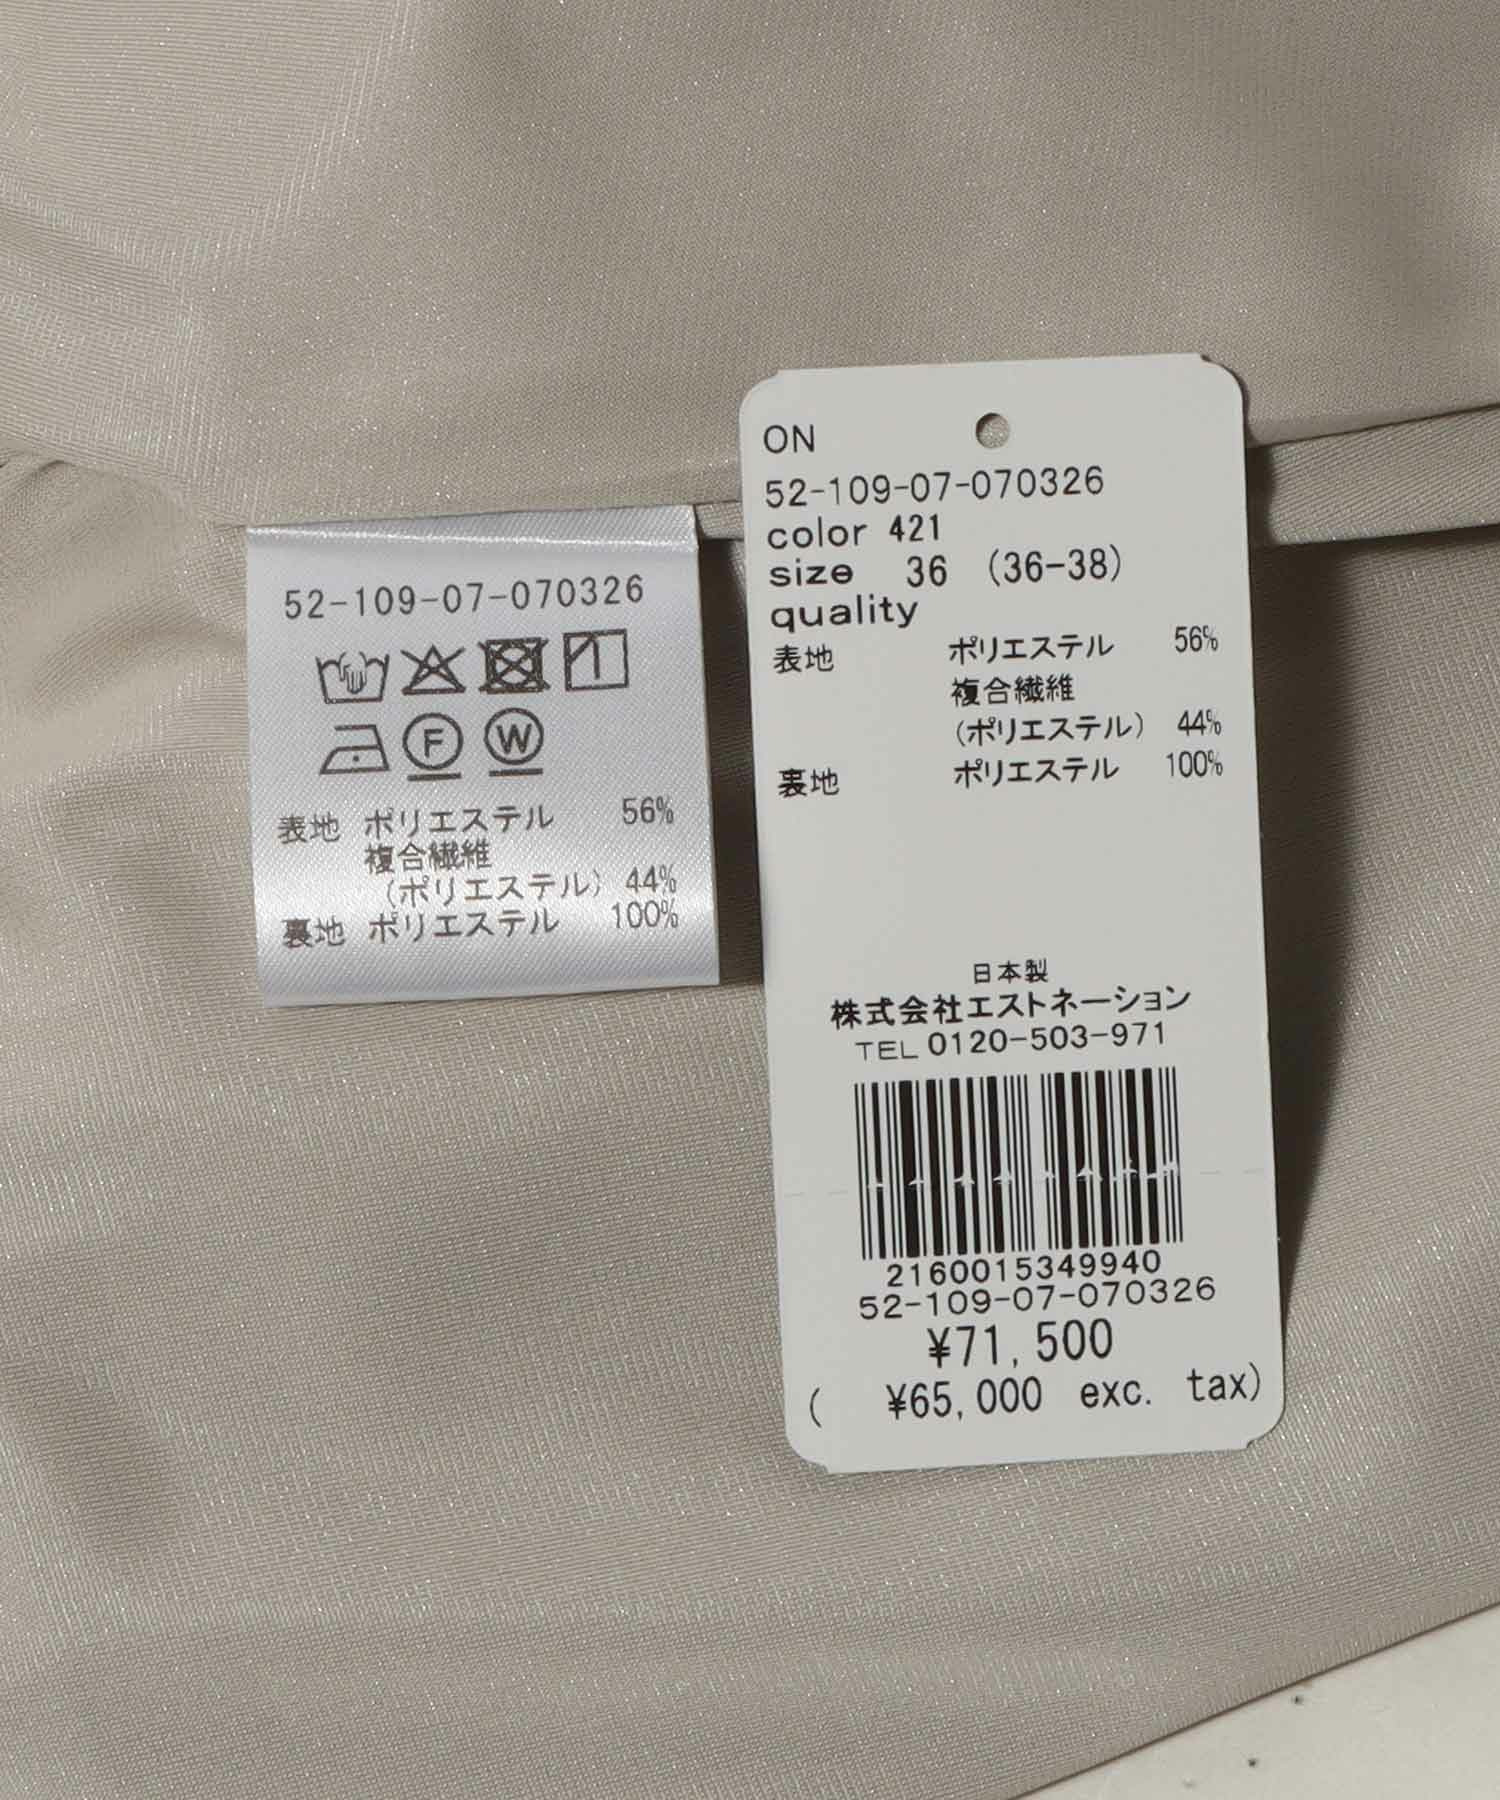 52-109-07-070326
F W
表地 ポリエステル 56%
複合繊維
(ポリエステル) 44%
裏地 ポリエステル 100%
ON
52-109-07-070326
color 421
size 36 (36-38)
quality
表地 ポリエステル 56%
複合繊維
(ポリエステル) 44%
裏地 ポリエステル 100%
日本製
株式会社エストネーション
TEL 0120-503-971
2160015349940
52-109-07-070326
¥71,500
( ¥65,000 exc. tax)